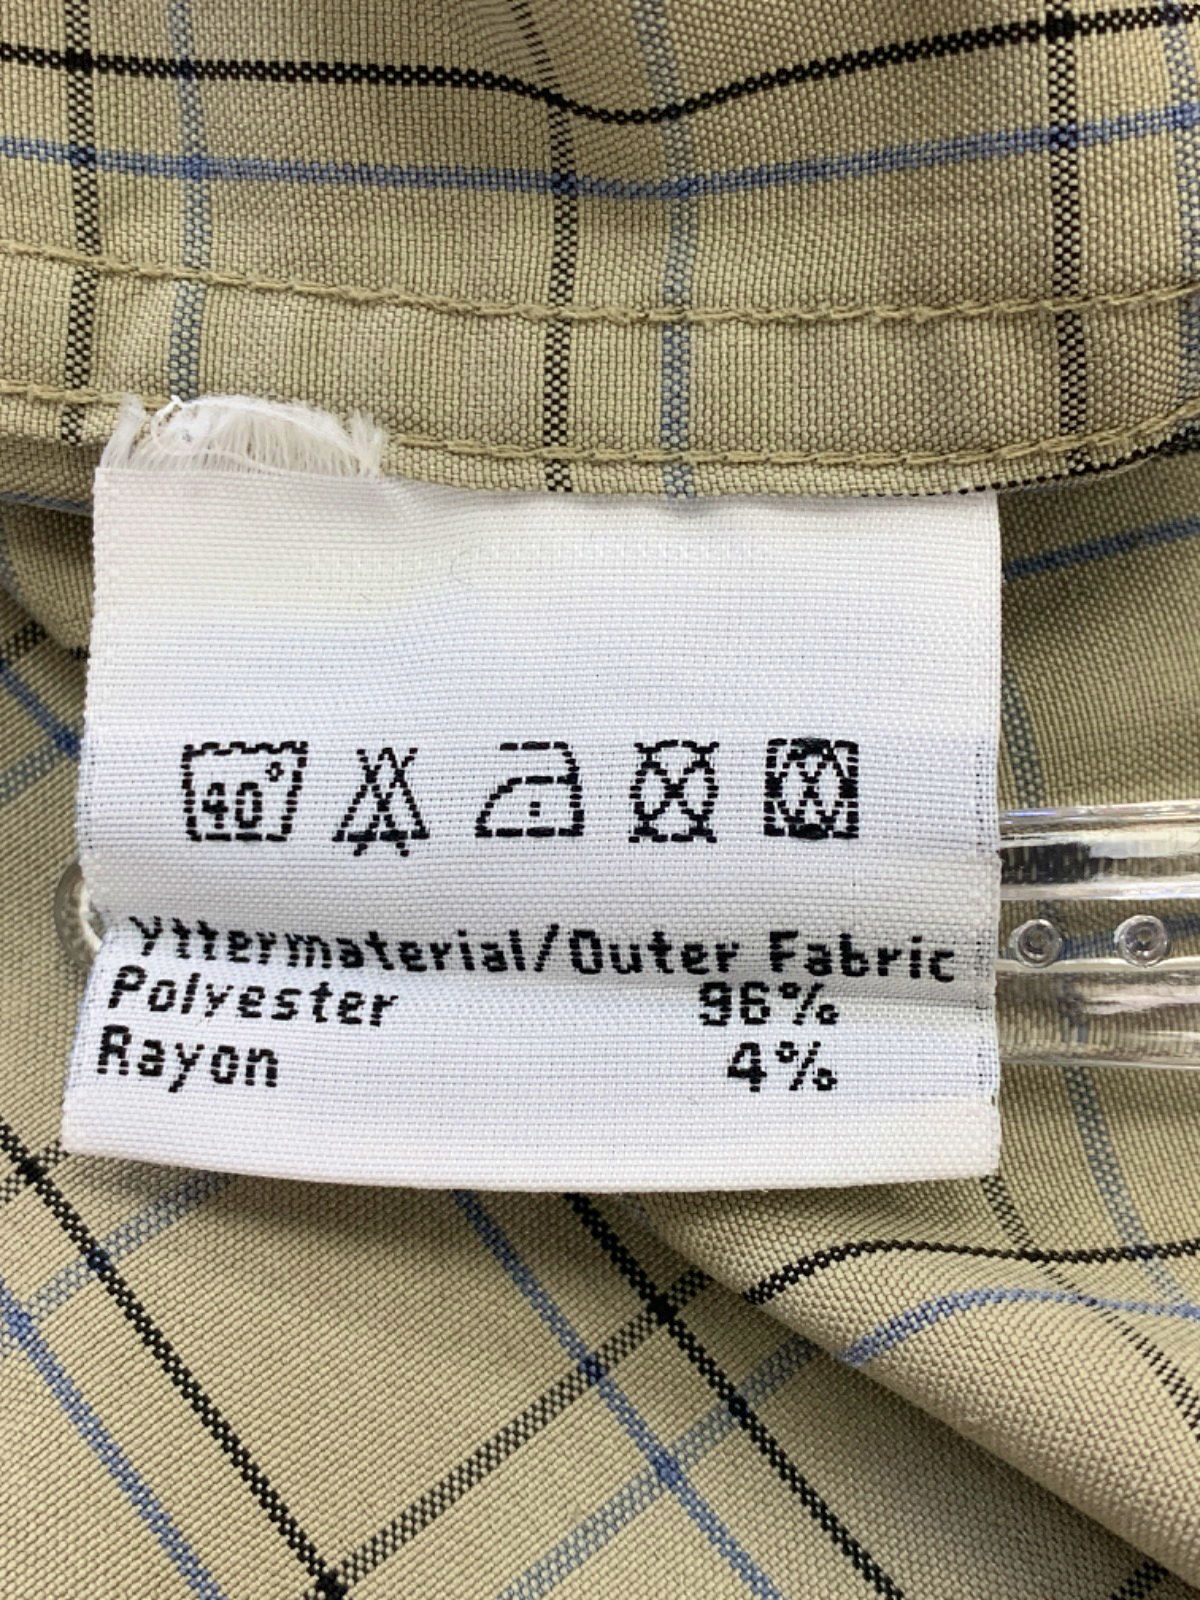 40°
Yttermaterial/Outer Fabric
Polyester 96%
Rayon 4%